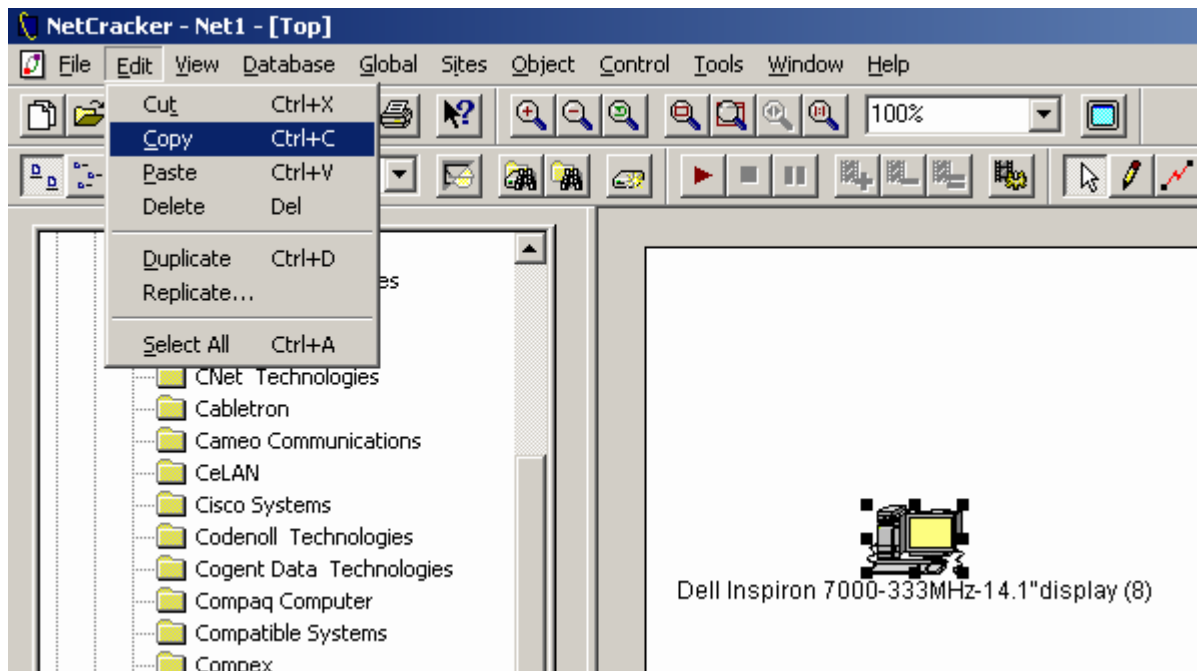 NetCracker - Net1 - [Top]
File Edit View Database Global Sites Object Control Tools Window Help
100%
Cut Ctrl+X
Copy Ctrl+C
Paste Ctrl+V
Delete Del
Duplicate Ctrl+D
Replicate...
Select All Ctrl+A
es
CNet Technologies
Cabletron
Cameo Communications
CeLAN
Cisco Systems
Codenoll Technologies
Cogent Data Technologies
Compaq Computer
Compatible Systems
Compex
Dell Inspiron 7000-333MHz-14.1"display (8)